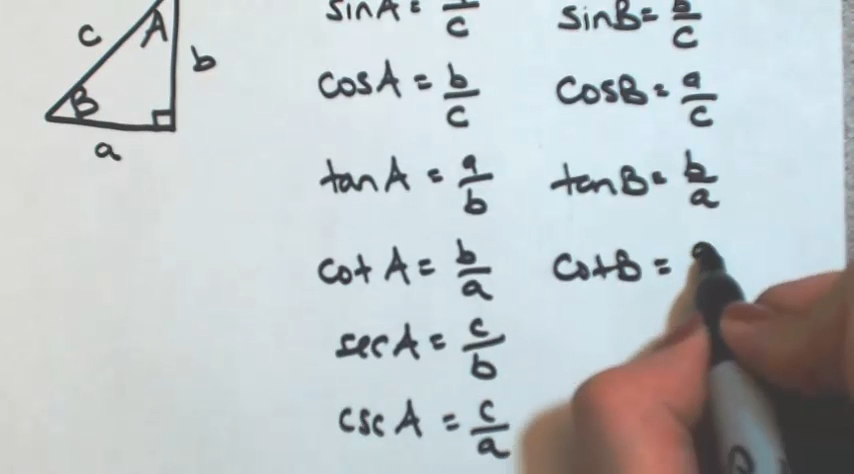 c A b
B
a
sinA = /c sinB = b/c
cosA = b/c cosB = a/c
tanA = a/b tanB = b/a
cotA = b/a cotB =
secA = c/b
cscA = c/a